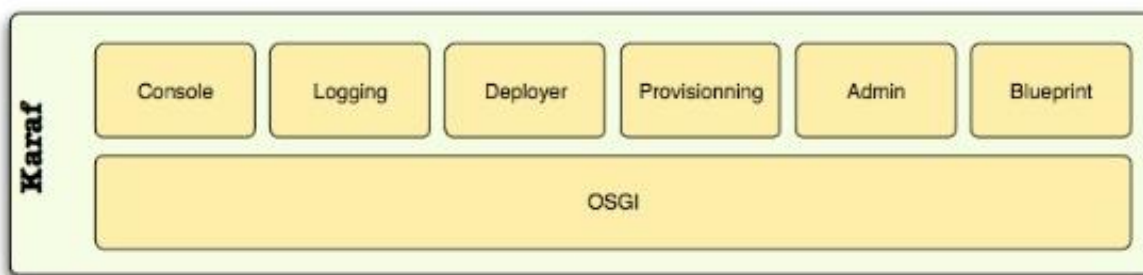 Karaf
Console
Logging
Deployer
Provisionning
Admin
Blueprint
OSGI